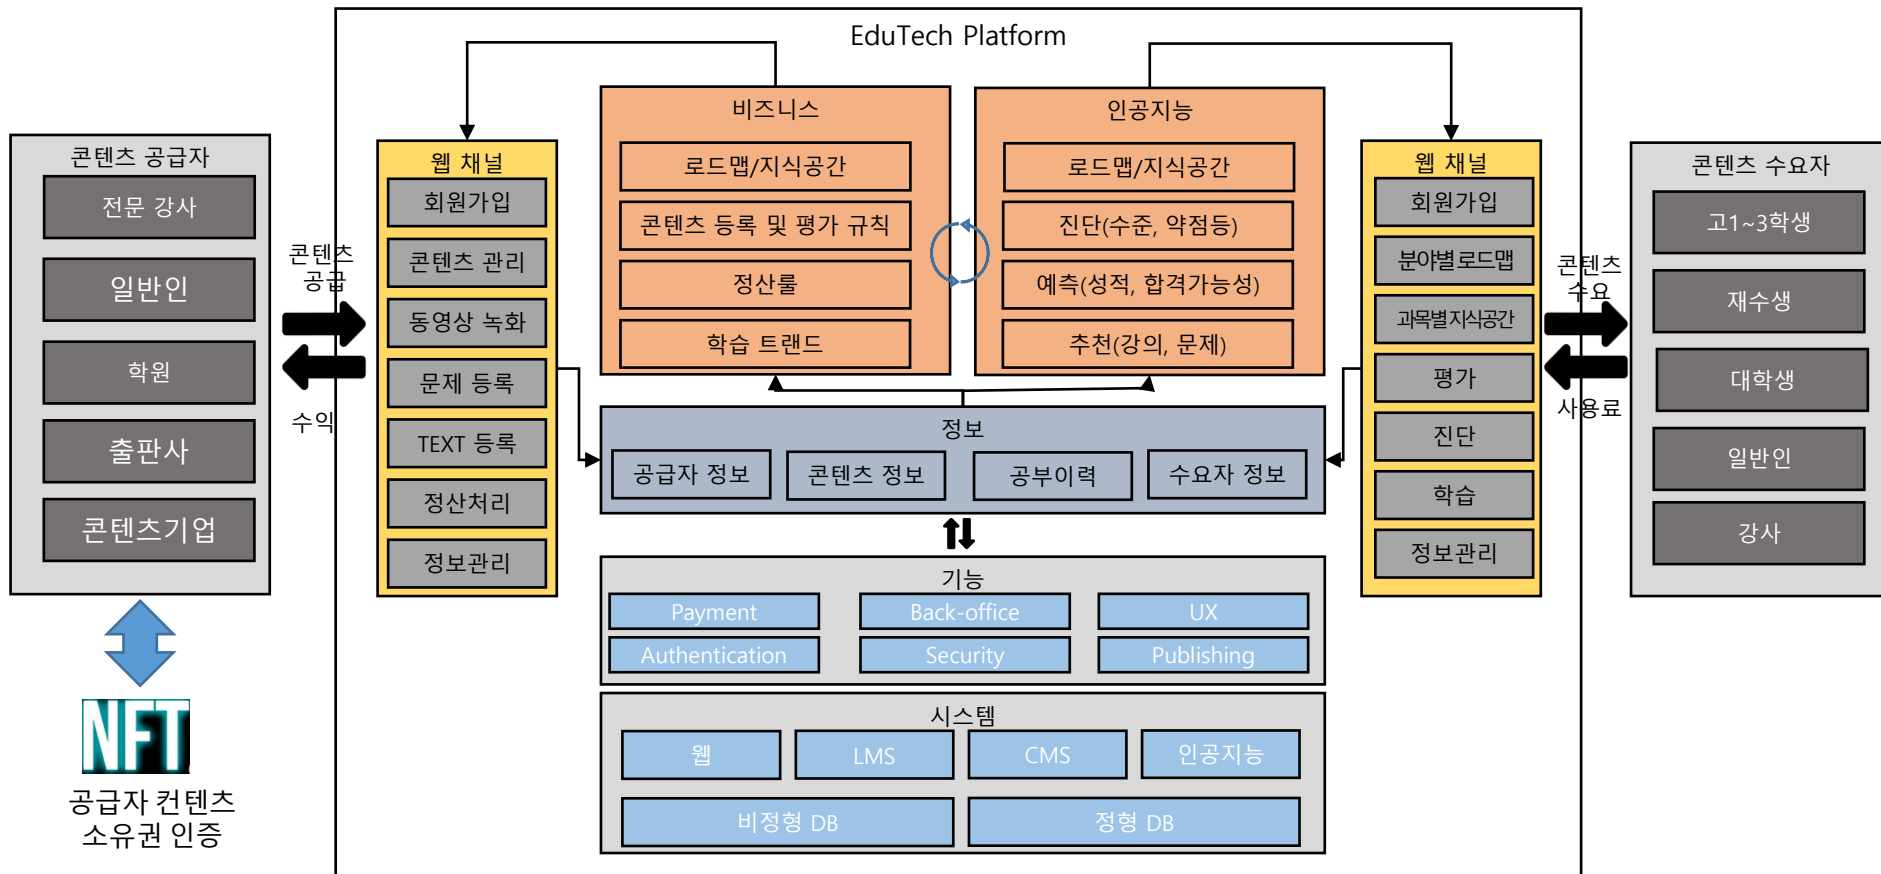 EduTech Platform
콘텐츠 공급자
전문 강사
일반인
학원
출판사
콘텐츠기업
NFT
공급자 컨텐츠
소유권 인증
콘텐츠
공급
수익
웹 채널
회원가입
콘텐츠 관리
동영상 녹화
문제 등록
TEXT 등록
정산처리
정보관리
비즈니스
로드맵/지식공간
콘텐츠 등록 및 평가 규칙
정산룰
학습 트랜드
인공지능
로드맵/지식공간
진단(수준, 약점등)
예측(성적, 합격가능성)
추천(강의, 문제)
정보
공급자 정보
콘텐츠 정보
공부이력
수요자 정보
기능
Payment
Back-office
UX
Authentication
Security
Publishing
시스템
웹
LMS
CMS
인공지능
비정형 DB
정형 DB
웹 채널
회원가입
분야별로드맵
과목별지식공간
평가
진단
학습
정보관리
콘텐츠
수요
사용료
콘텐츠 수요자
고1~3학생
재수생
대학생
일반인
강사